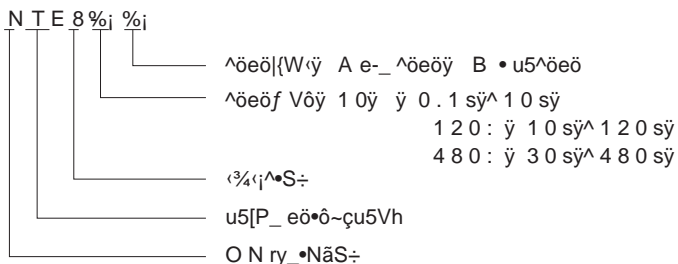 N T E 8 %¡ %¡
^öeö|{W‹ÿ A e-_ ^öeöÿ B • u5^öeö
^öeöƒ Vôÿ 1 0ÿ ÿ 0 . 1 sÿ^ 1 0 sÿ
1 2 0 : ÿ 1 0 sÿ^ 1 2 0 sÿ
4 8 0 : ÿ 3 0 sÿ^ 4 8 0 sÿ
‹¾‹¡^•S÷
u5[P_ eö•ô~çu5Vh
O N ry_•NãS÷